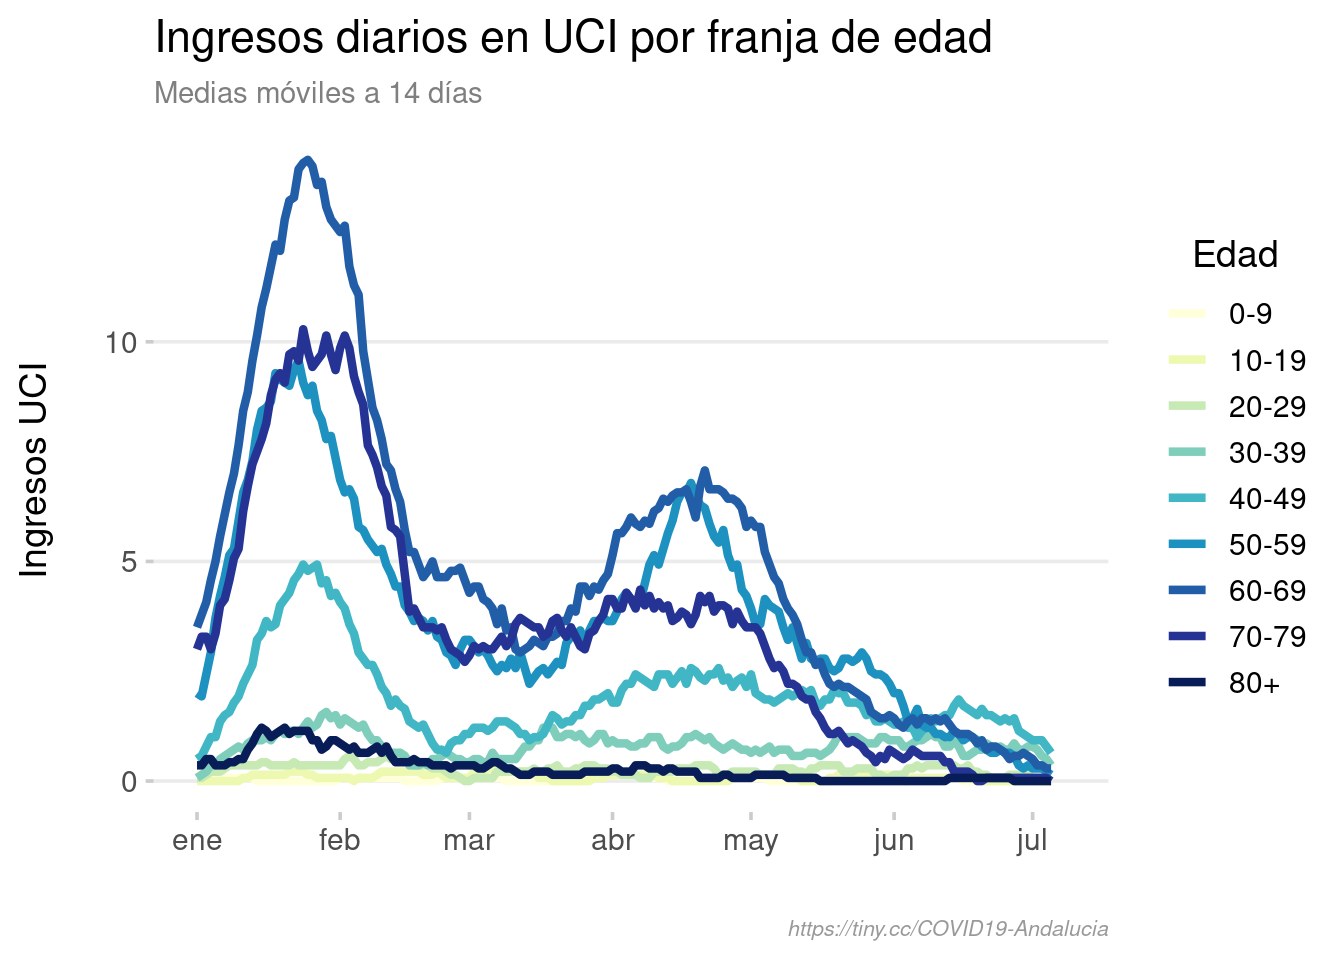 Ingresos diarios en UCI por franja de edad
Medias móviles a 14 días
Ingresos UCI
10
5
0
ene
feb
mar
abr
may
jun
jul
Edad
0-9
10-19
20-29
30-39
40-49
50-59
60-69
70-79
80+
https://tiny.cc/COVID19-Andalucia